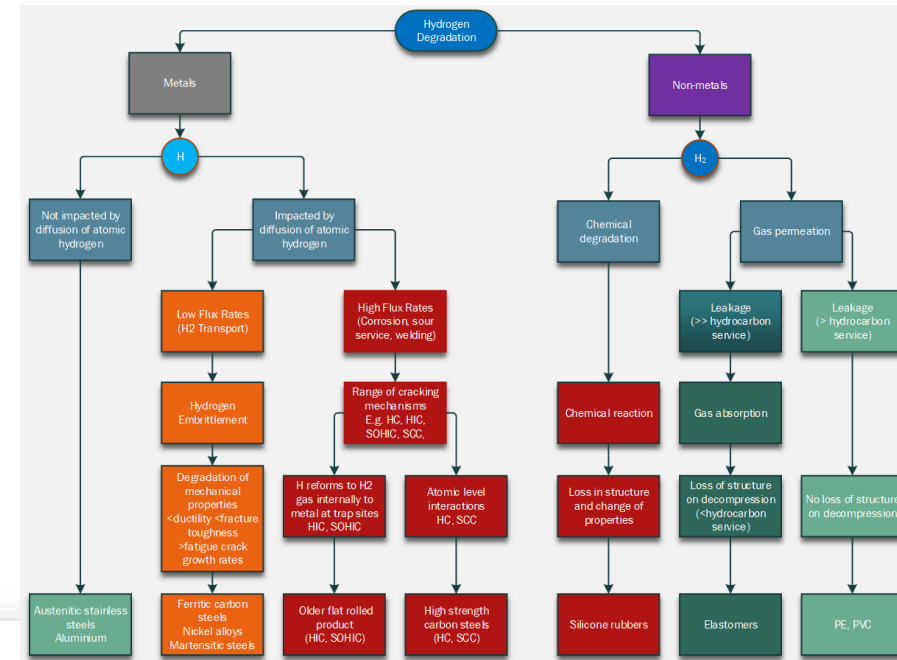 Hydrogen
Degradation
Metals
Non-metals
H
H₂
Not impacted by
diffusion of atomic
hydrogen
Impacted by
diffusion of atomic
hydrogen
Chemical
degradation
Gas permeation
Low Flux Rates
(H2 Transport)
High Flux Rates
(Corrosion, sour
service, welding)
Leakage
(>> hydrocarbon
service)
Leakage
(> hydrocarbon
service)
Hydrogen
Embrittlement
Range of cracking
mechanisms
E.g. HC, HIC,
SOHIC, SCC,
Chemical reaction
Gas absorption
Degradation of
mechanical
properties
<ductility <fracture
toughness
>fatigue crack
growth rates
H reforms to H2
gas internally to
metal at trap sites
HIC, SOHIC
Atomic level
interactions
HC, SCC
Loss in structure
and change of
properties
Loss of structure
on decompression
(<hydrocarbon
service)
No loss of structure
on decompression
Austenitic stainless
steels
Aluminium
Ferritic carbon
steels
Nickel alloys
Martensitic steels
Older flat rolled
product
(HIC, SOHIC)
High strength
carbon steels
(HC, SCC)
Silicone rubbers
Elastomers
PE, PVC